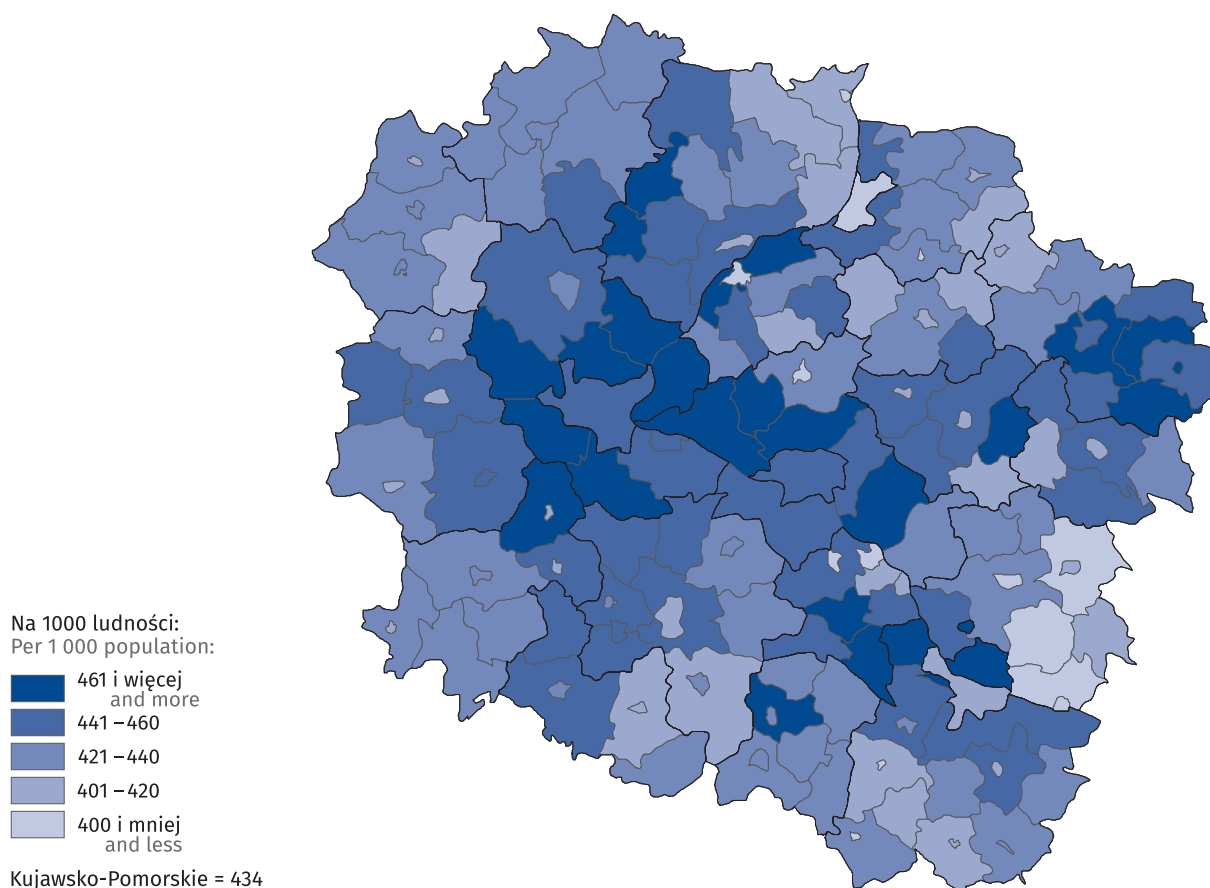 Na 1000 ludności:
Per 1 000 population:
461 i więcej
and more
441 – 460
421 – 440
401 – 420
400 i mniej
and less
Kujawsko-Pomorskie = 434